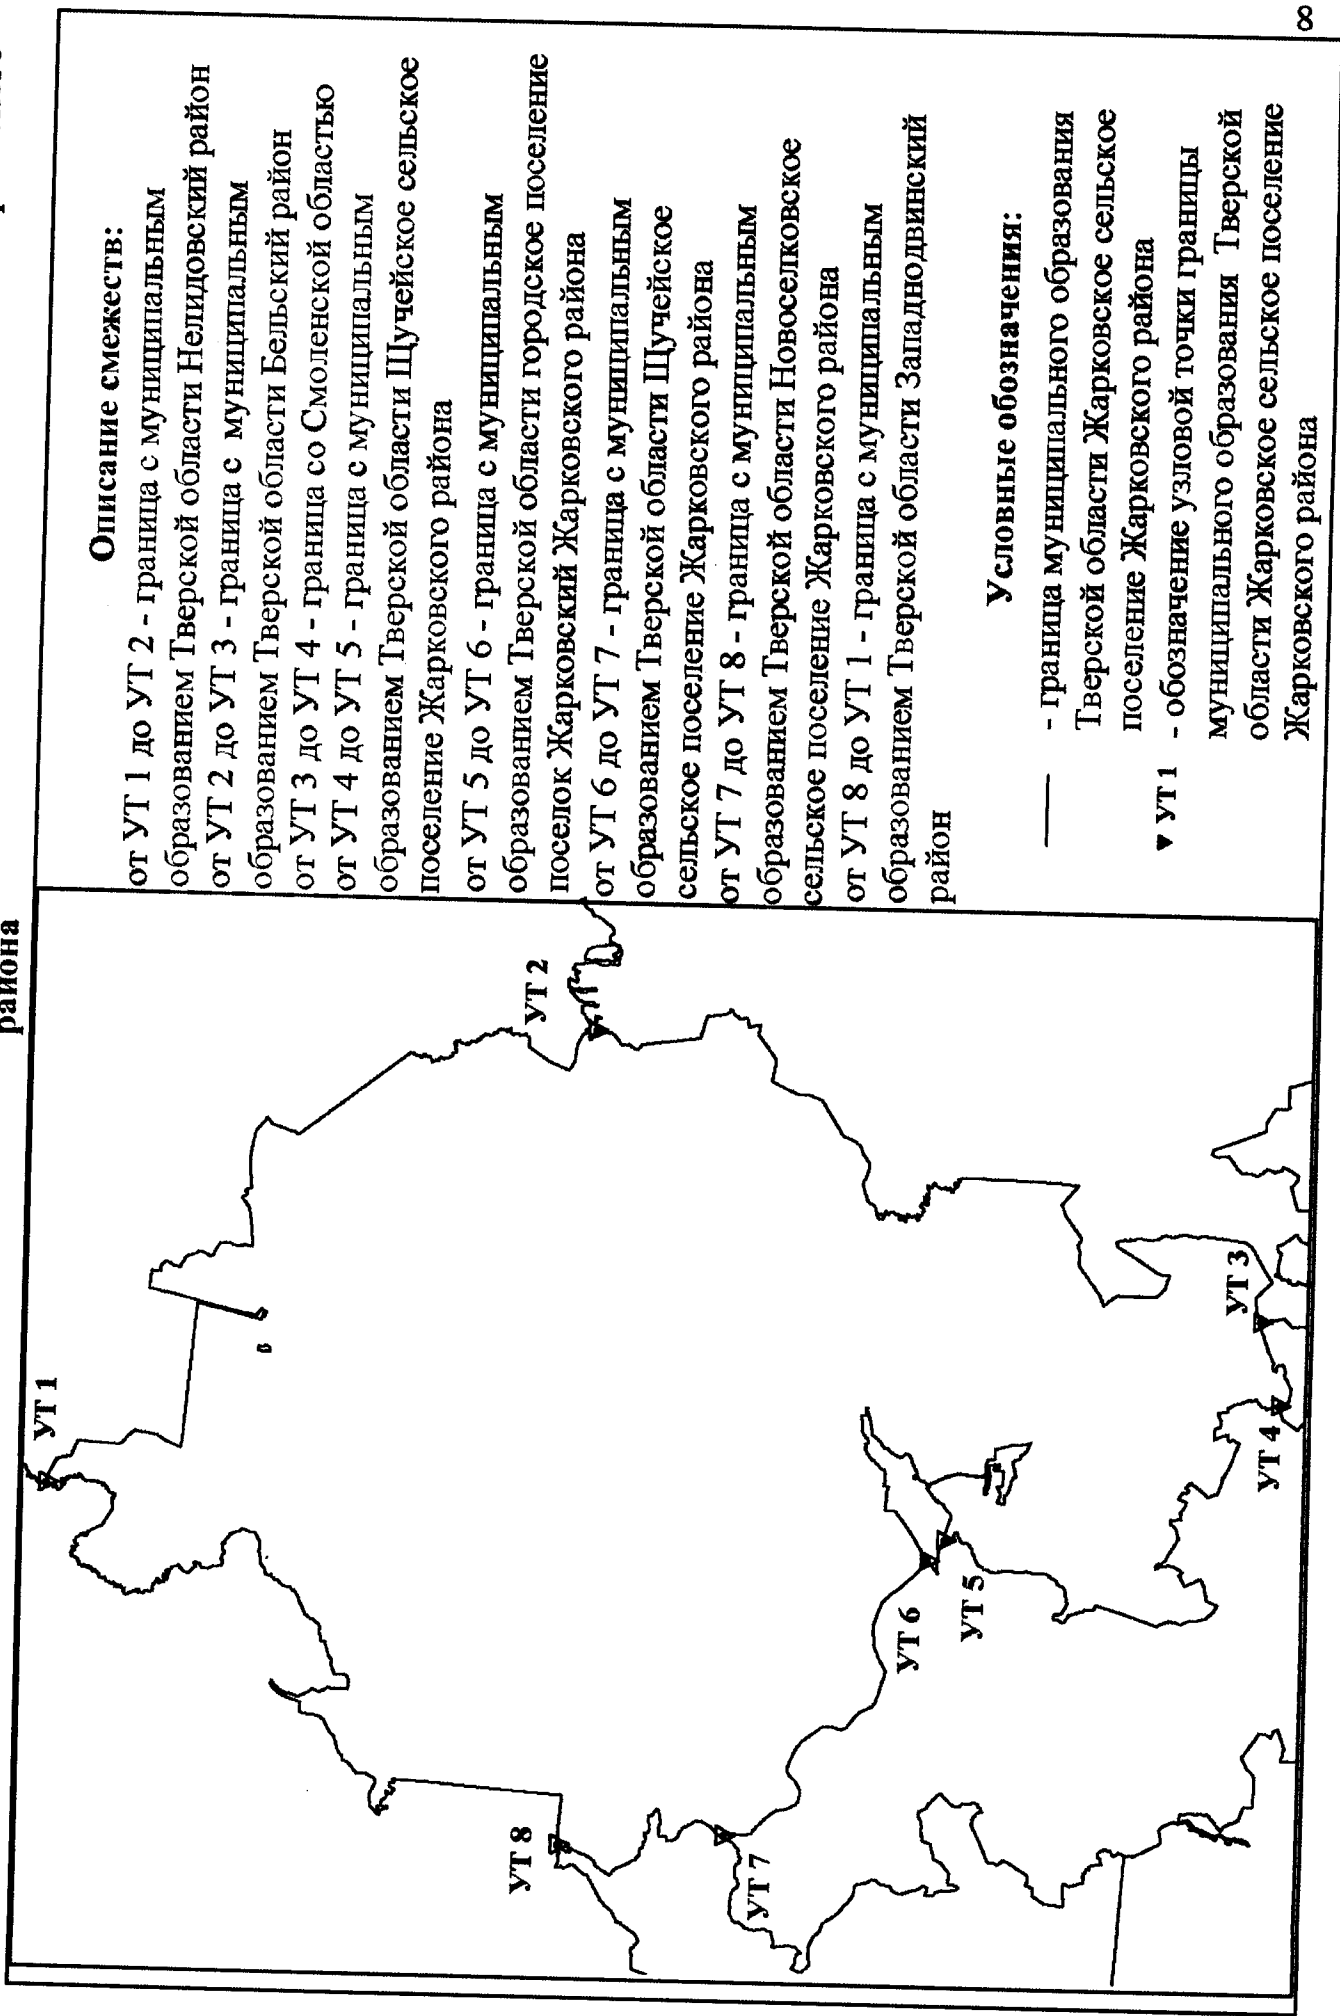 района
Описание смежеств:
от УТ 1 до УТ 2 - граница с муниципальным
образованием Тверской области Нелидовский район
от УТ 2 до УТ 3 - граница с муниципальным
образованием Тверской области Бельский район
от УТ 3 до УТ 4 - граница со Смоленской областью
от УТ 4 до УТ 5 - граница с муниципальным
образованием Тверской области Щучейское сельское
поселение Жарковского района
от УТ 5 до УТ 6 - граница с муниципальным
образованием Тверской области городское поселение
поселок Жарковский Жарковского района
от УТ 6 до УТ 7 - граница с муниципальным
образованием Тверской области Щучейское
сельское поселение Жарковского района
от УТ 7 до УТ 8 - граница с муниципальным
образованием Тверской области Новоселковское
сельское поселение Жарковского района
от УТ 8 до УТ 1 - граница с муниципальным
образованием Тверской области Западнодвинский
район
Условные обозначения:
- граница муниципального образования
Тверской области Жарковское сельское
поселение Жарковского района
УТ 1 - обозначение узловой точки границы
муниципального образования Тверской
области Жарковское сельское поселение
Жарковского района
УТ 1
УТ 2
УТ 3
УТ 4
УТ 5
УТ 6
УТ 7
УТ 8
8